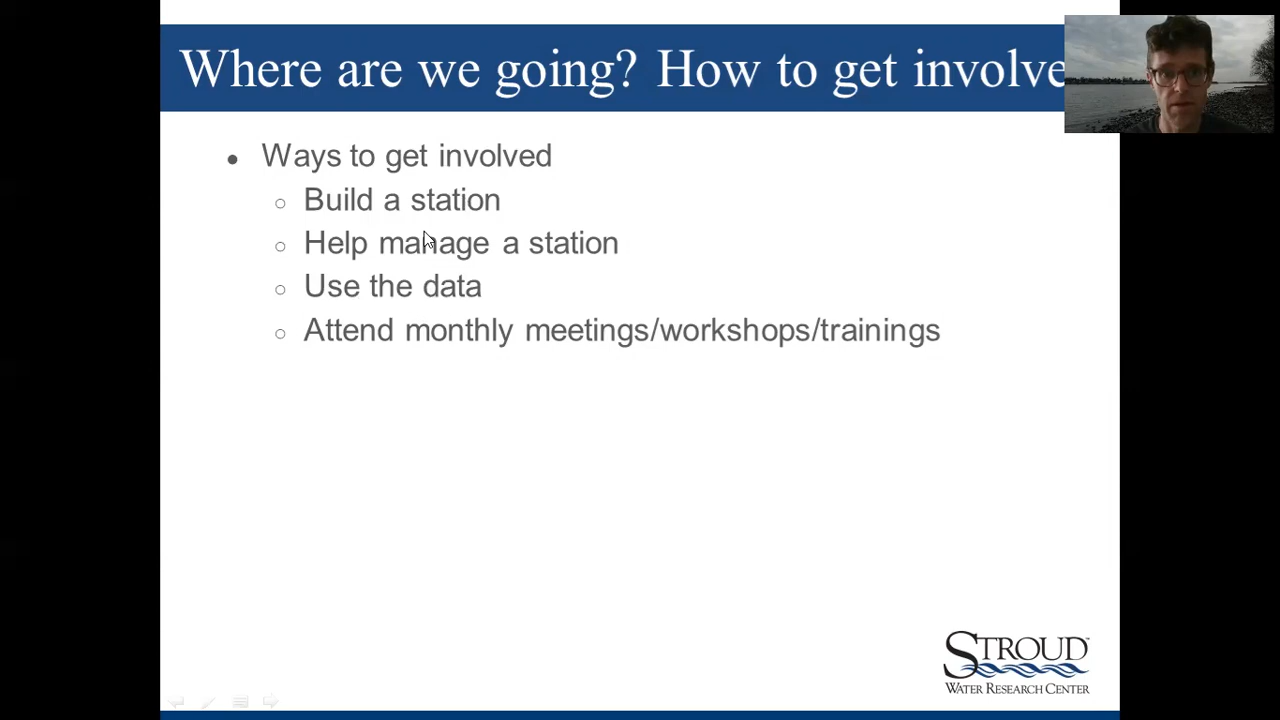 Where are we going? How to get involve
Ways to get involved
Build a station
Help manage a station
Use the data
Attend monthly meetings/workshops/trainings
STROUD™
WATER RESEARCH CENTER